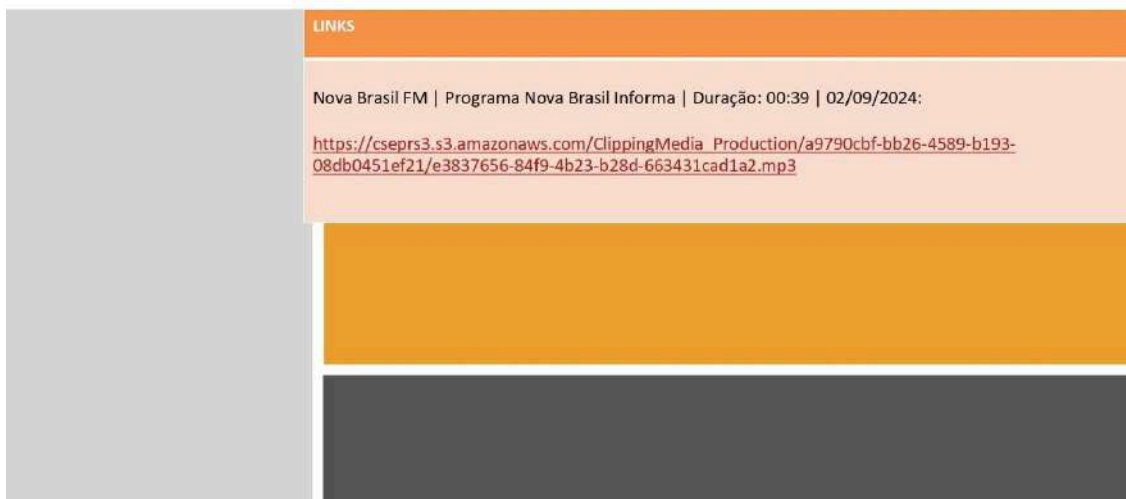 LINKS
Nova Brasil FM | Programa Nova Brasil Informa | Duração: 00:39 | 02/09/2024:
https://cseprs3.s3.amazonaws.com/ClippingMedia_Production/a9790cbf-bb26-4589-b193-
08db0451ef21/e3837656-84f9-4b23-b28d-663431cad1a2.mp3